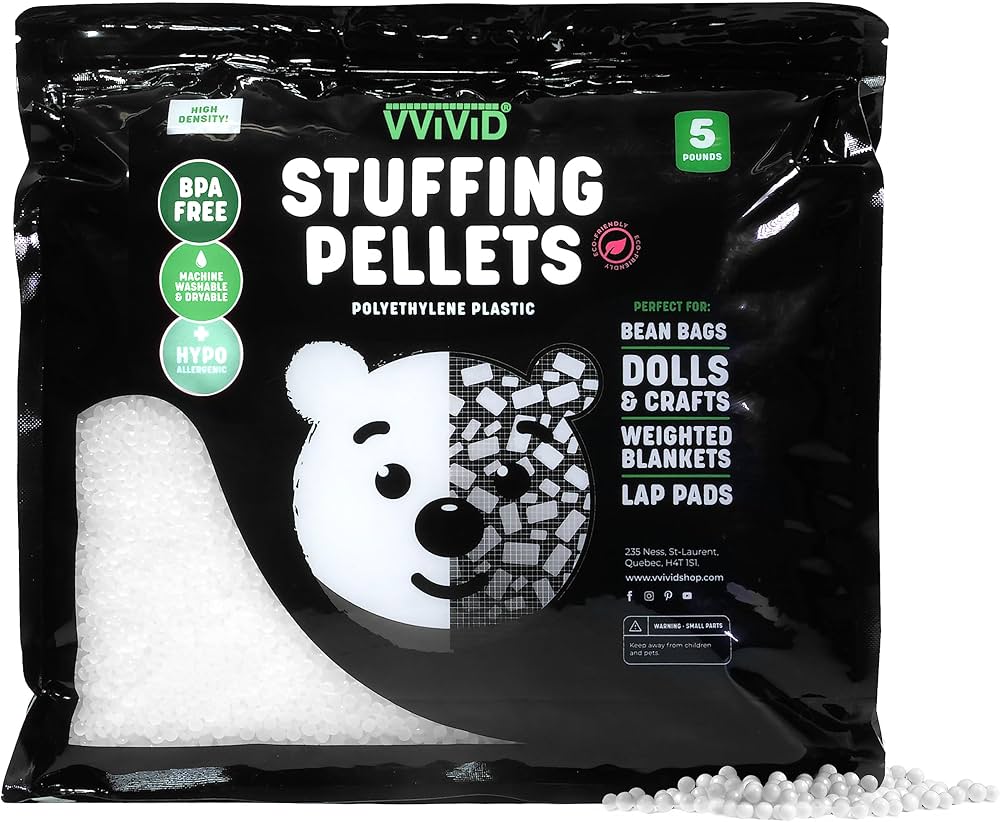 HIGH
DENSITY!
VViViD®
5
POUNDS
BPA
FREE
STUFFING
PELLETS
ECO-FRIENDLY ECO-FRIENDLY
MACHINE
WASHABLE
& DRYABLE
POLYETHYLENE PLASTIC
+
HYPO
ALLERGENIC
PERFECT FOR:
BEAN BAGS
DOLLS
& CRAFTS
WEIGHTED
BLANKETS
LAP PADS
235 Ness, St-Laurent,
Quebec, H4T 1S1.
www.vvividshop.com
WARNING - SMALL PARTS
Keep away from children
and pets.